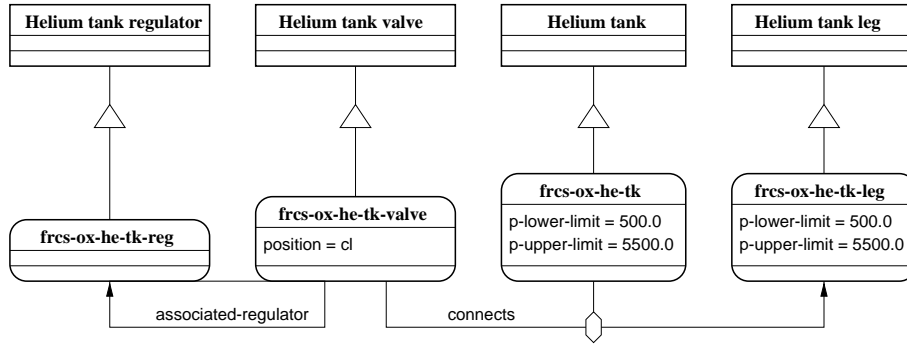 Helium tank regulator
Helium tank valve
Helium tank
Helium tank leg
frcs-ox-he-tk-reg
frcs-ox-he-tk-valve
position = cl
frcs-ox-he-tk
p-lower-limit = 500.0
p-upper-limit = 5500.0
frcs-ox-he-tk-leg
p-lower-limit = 500.0
p-upper-limit = 5500.0
associated-regulator
connects